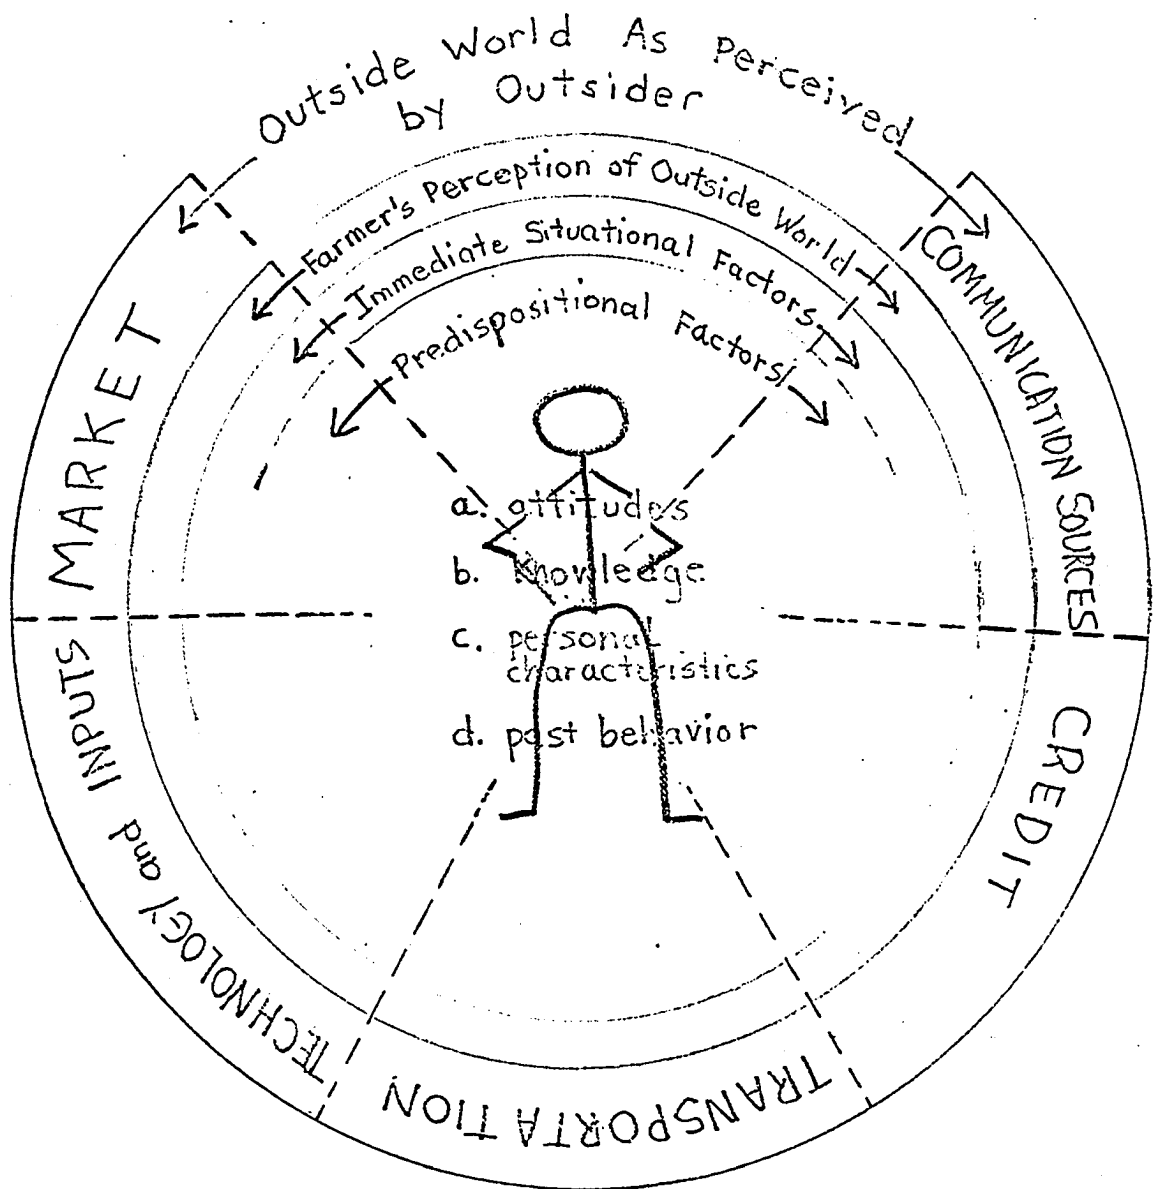 Outside World As Perceived
by Outsider
Farmer's Perception of Outside World
Immediate Situational Factors
Predispositional Factors
MARKET
COMMUNICATION SOURCES
a. attitudes
b. Knowledge
c. personal
characteristics
d. past behavior
TECHNOLOGY and INPUTS
CREDIT
TRANSPORTATION